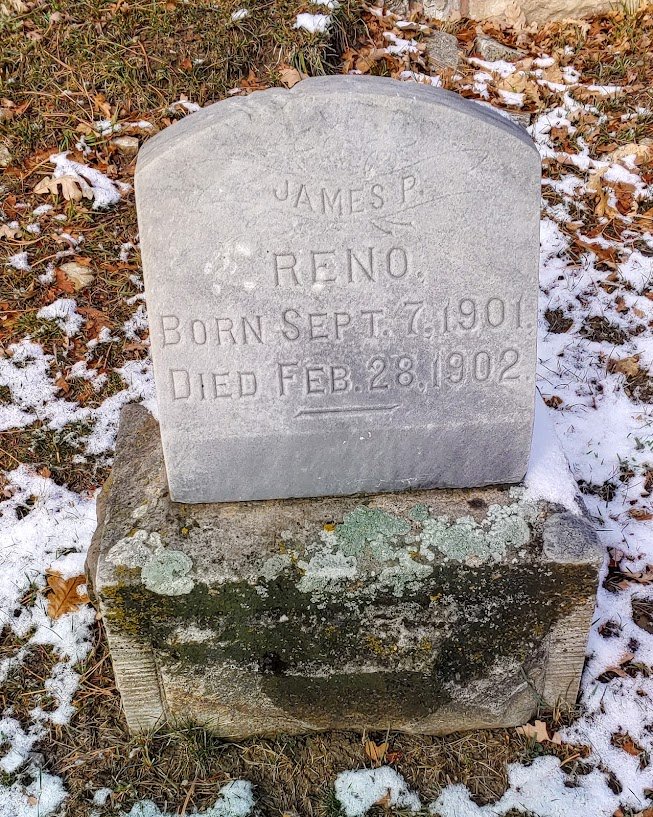 JAMES P.
RENO.
BORN SEPT. 7, 1901.
DIED FEB. 28, 1902.